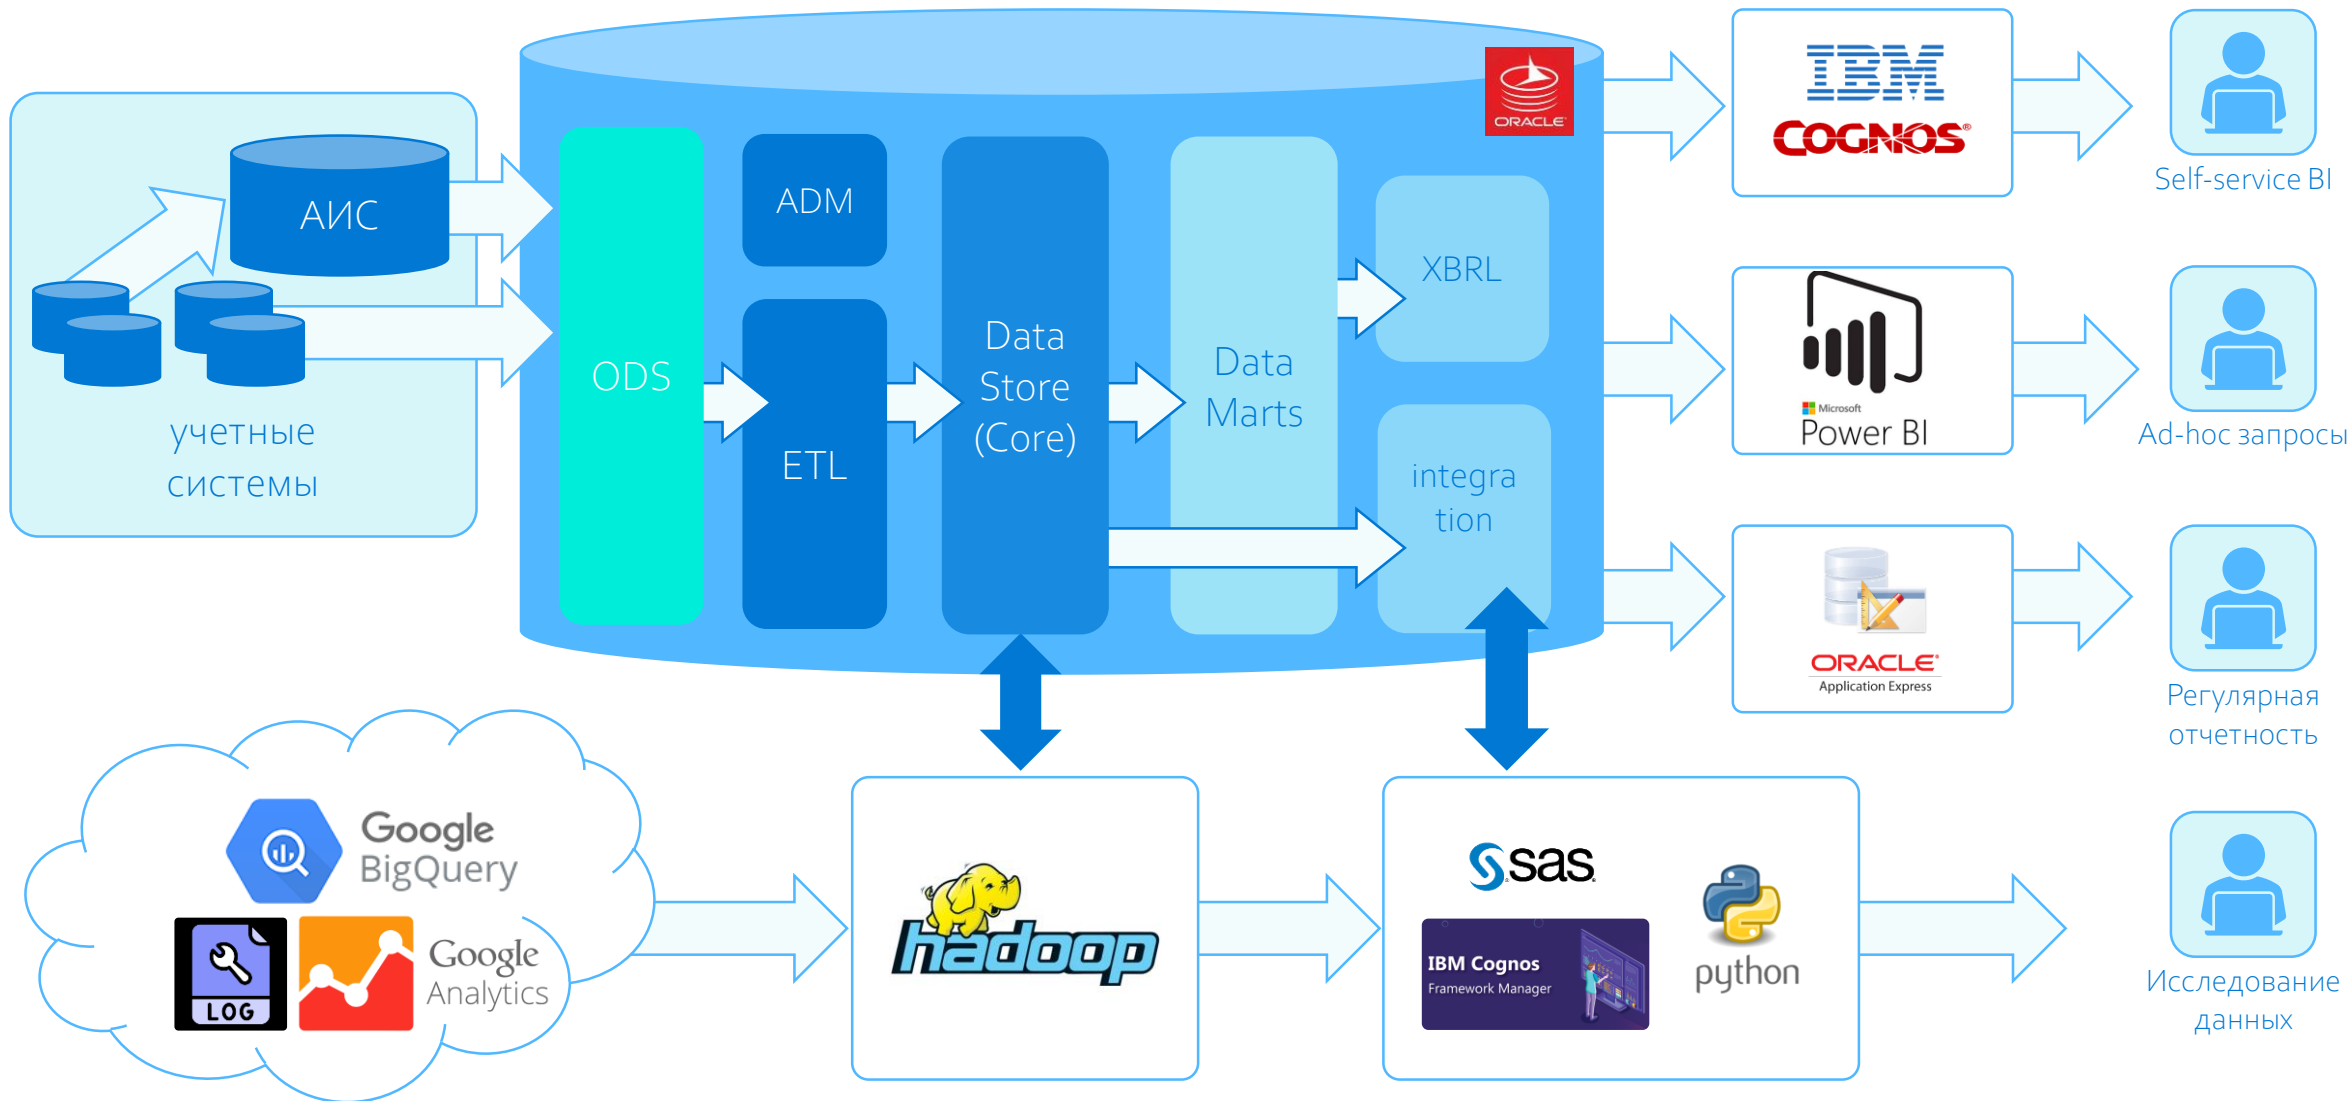 АИС
учетные
системы
ODS
ADM
ETL
Data
Store
(Core)
Data
Marts
XBRL
integra
tion
ORACLE
IBM
COGNOS®
Self-service BI
Microsoft
Power BI
Ad-hoc запросы
ORACLE®
Application Express
Регулярная
отчетность
Google
BigQuery
LOG
Google
Analytics
hadoop
sas
IBM Cognos
Framework Manager
python
Исследование
данных